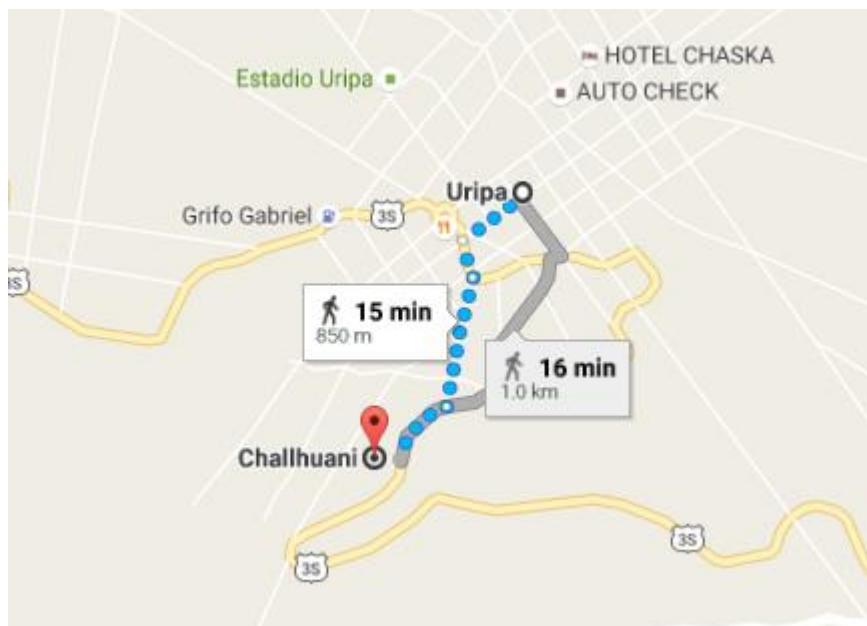 HOTEL CHASKA
Estadio Uripa
AUTO CHECK
Uripa
Grifo Gabriel
3S
3S
15 min
850 m
16 min
1.0 km
Challhuani
3S
3S